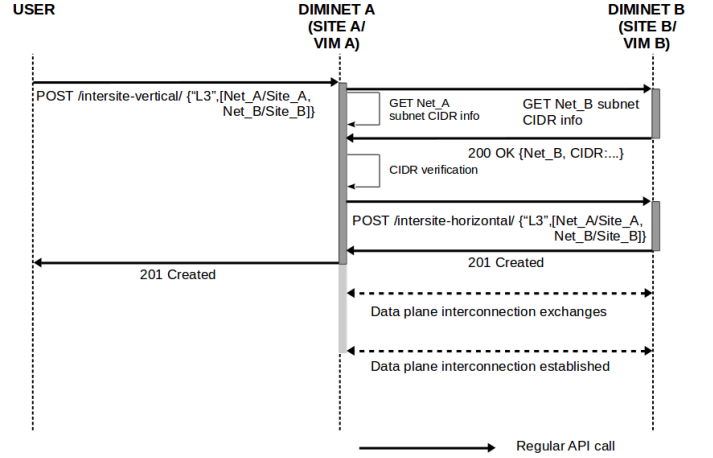 USER
DIMINET A
(SITE A/
VIM A)
DIMINET B
(SITE B/
VIM B)
POST /intersite-vertical/ {“L3”,[Net_A/Site_A,
Net_B/Site_B]}
GET Net_A
subnet CIDR info
GET Net_B subnet
CIDR info
200 OK {Net_B, CIDR:...}
CIDR verification
POST /intersite-horizontal/ {“L3”,[Net_A/Site_A,
Net_B/Site_B]}
201 Created
201 Created
Data plane interconnection exchanges
Data plane interconnection established
Regular API call